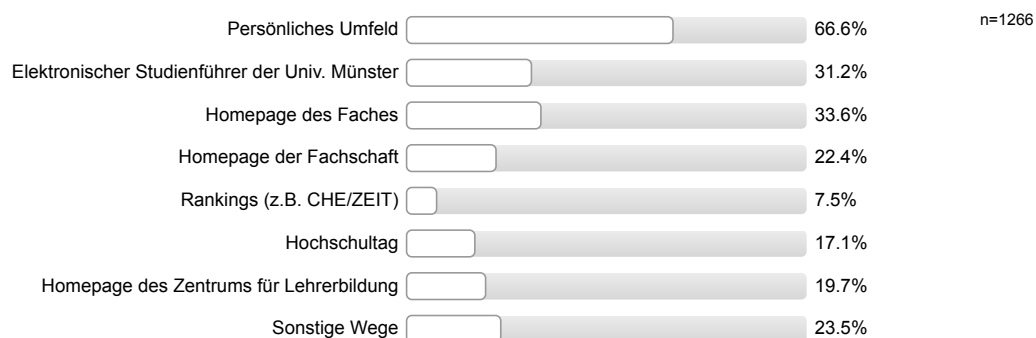 Persönliches Umfeld 66.6% n=1266
Elektronischer Studienführer der Univ. Münster 31.2%
Homepage des Faches 33.6%
Homepage der Fachschaft 22.4%
Rankings (z.B. CHE/ZEIT) 7.5%
Hochschultag 17.1%
Homepage des Zentrums für Lehrerbildung 19.7%
Sonstige Wege 23.5%